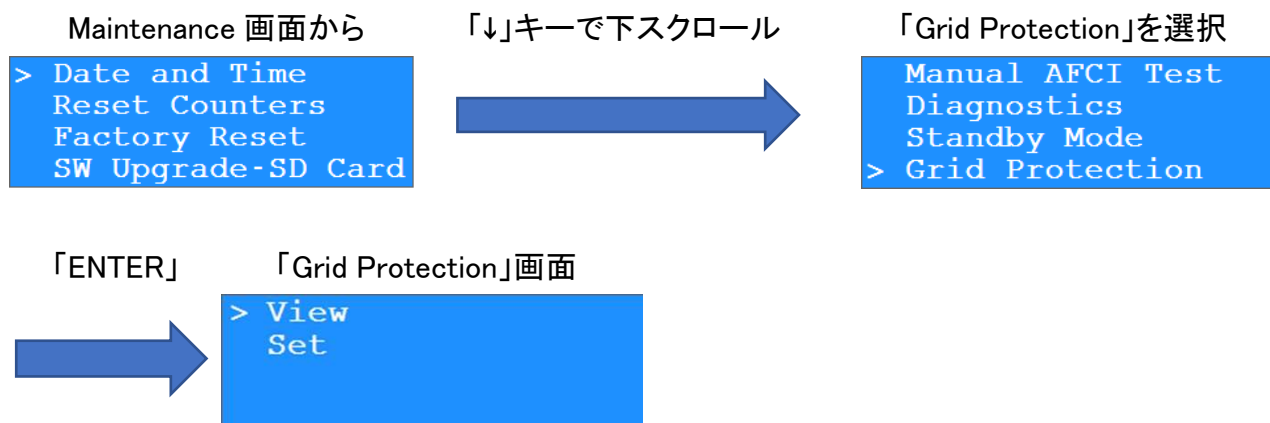 Maintenance 画面から
「↓」キーで下スクロール
「Grid Protection」を選択
> Date and Time
Reset Counters
Factory Reset
SW Upgrade-SD Card
Manual AFCI Test
Diagnostics
Standby Mode
> Grid Protection
「ENTER」
「Grid Protection」画面
> View
Set